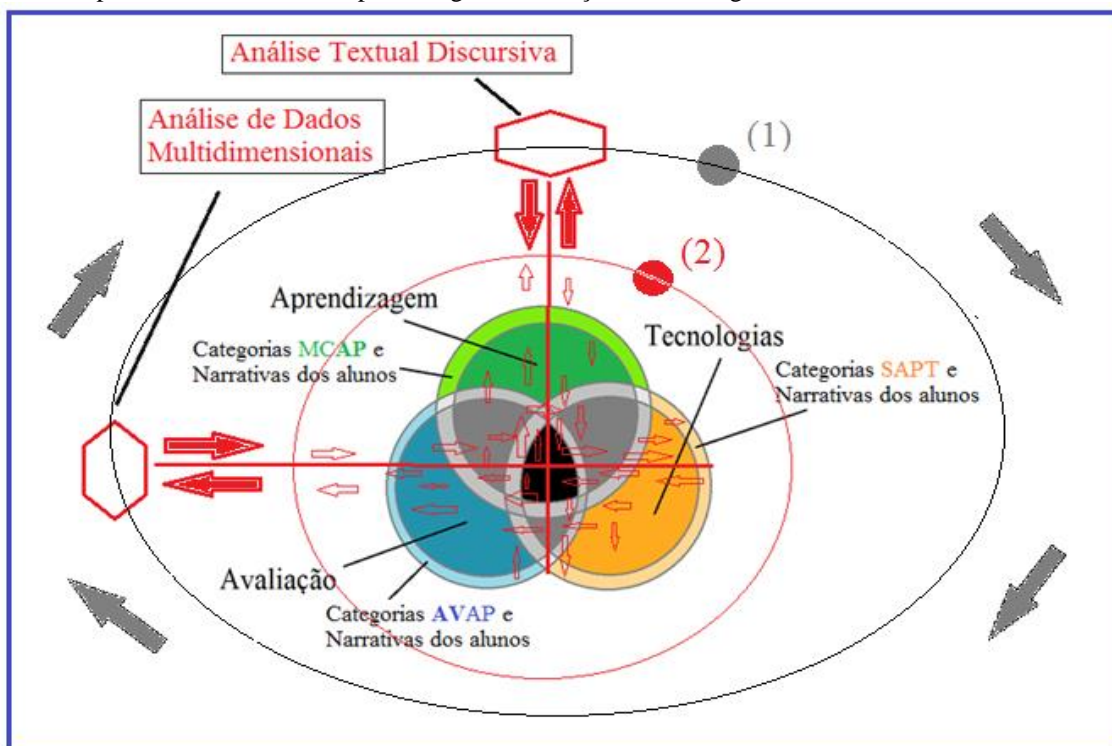 Análise Textual Discursiva
Análise de Dados
Multidimensionais
(1)
(2)
Aprendizagem
Tecnologias
Categorias MCAP e
Narrativas dos alunos
Categorias SAPT e
Narrativas dos alunos
Avaliação
Categorias AVAP e
Narrativas dos alunos